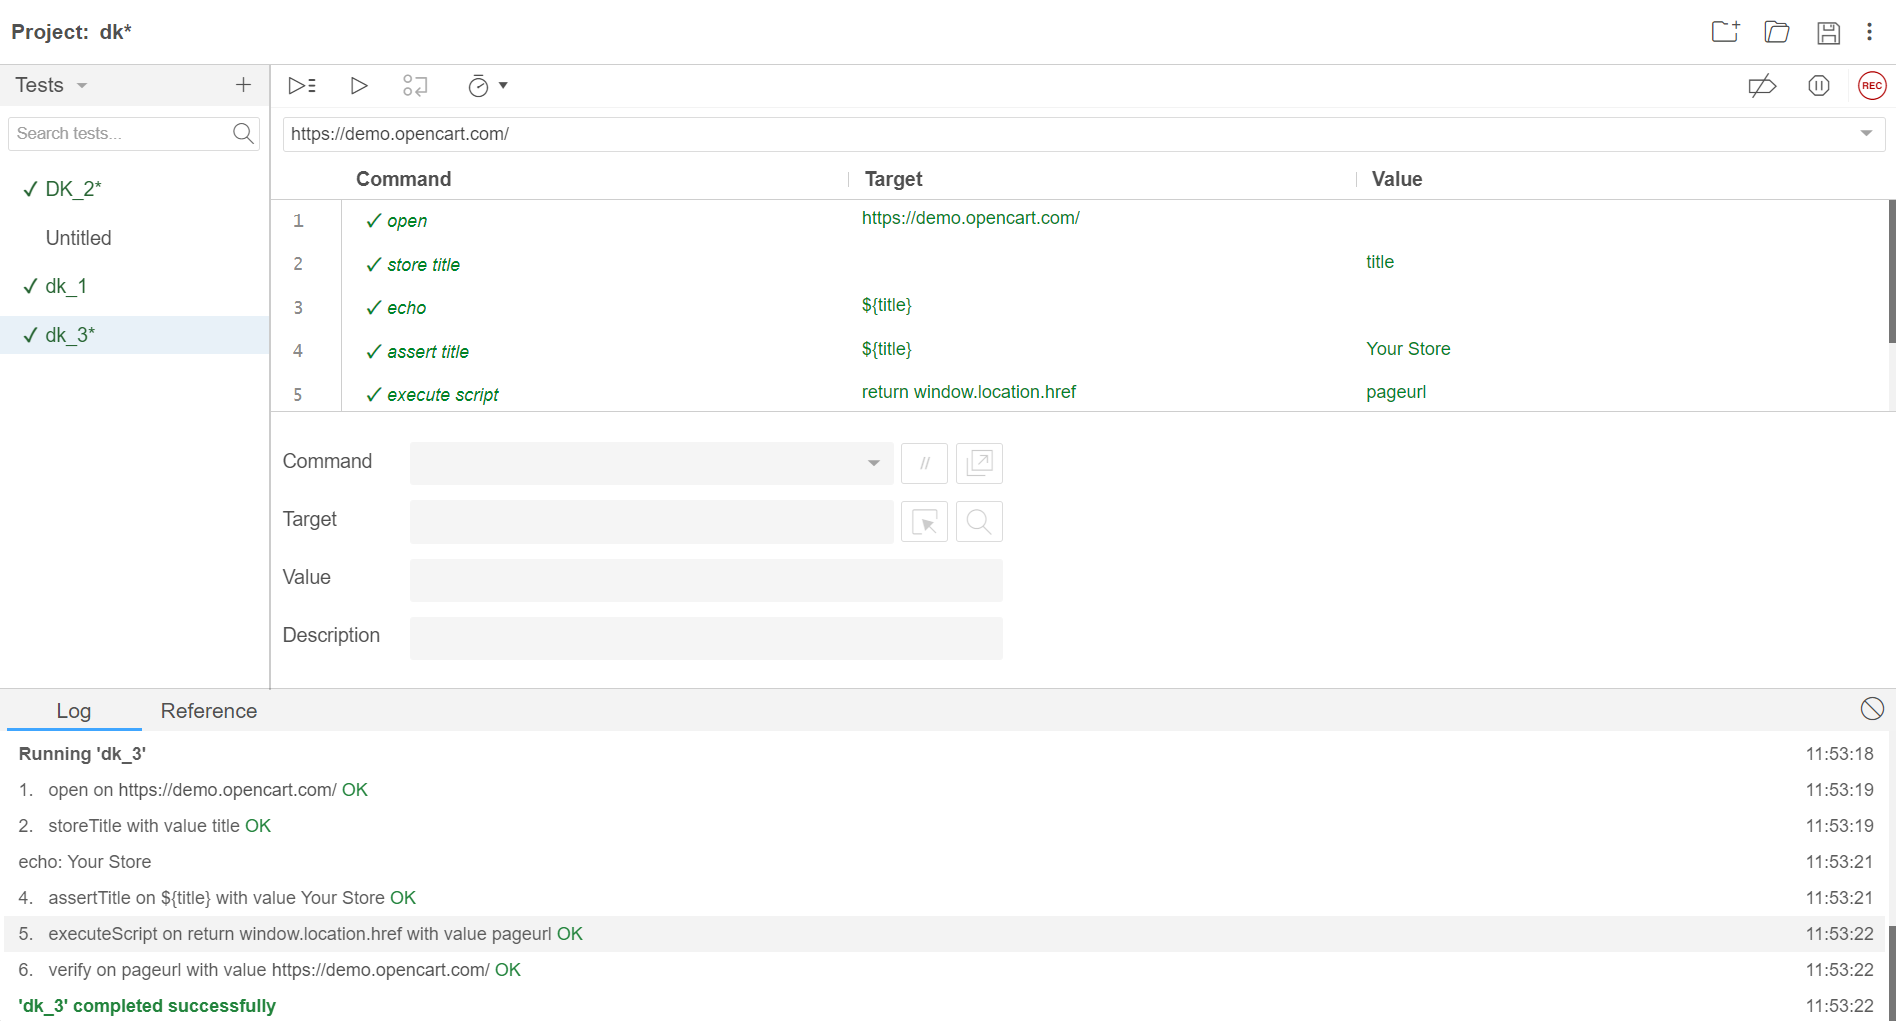 Project: dk*
Tests
REC
Search tests...
https://demo.opencart.com/
Command Target Value
✓ DK_2*
Untitled
✓ dk_1
✓ dk_3*
1 ✓ open https://demo.opencart.com/
2 ✓ store title title
3 ✓ echo ${title}
4 ✓ assert title ${title} Your Store
5 ✓ execute script return window.location.href pageurl
Command //
Target
Value
Description
Log Reference
Running 'dk_3' 11:53:18
1. open on https://demo.opencart.com/ OK 11:53:19
2. storeTitle with value title OK 11:53:19
echo: Your Store 11:53:21
4. assertTitle on ${title} with value Your Store OK 11:53:21
5. executeScript on return window.location.href with value pageurl OK 11:53:22
6. verify on pageurl with value https://demo.opencart.com/ OK 11:53:22
'dk_3' completed successfully 11:53:22